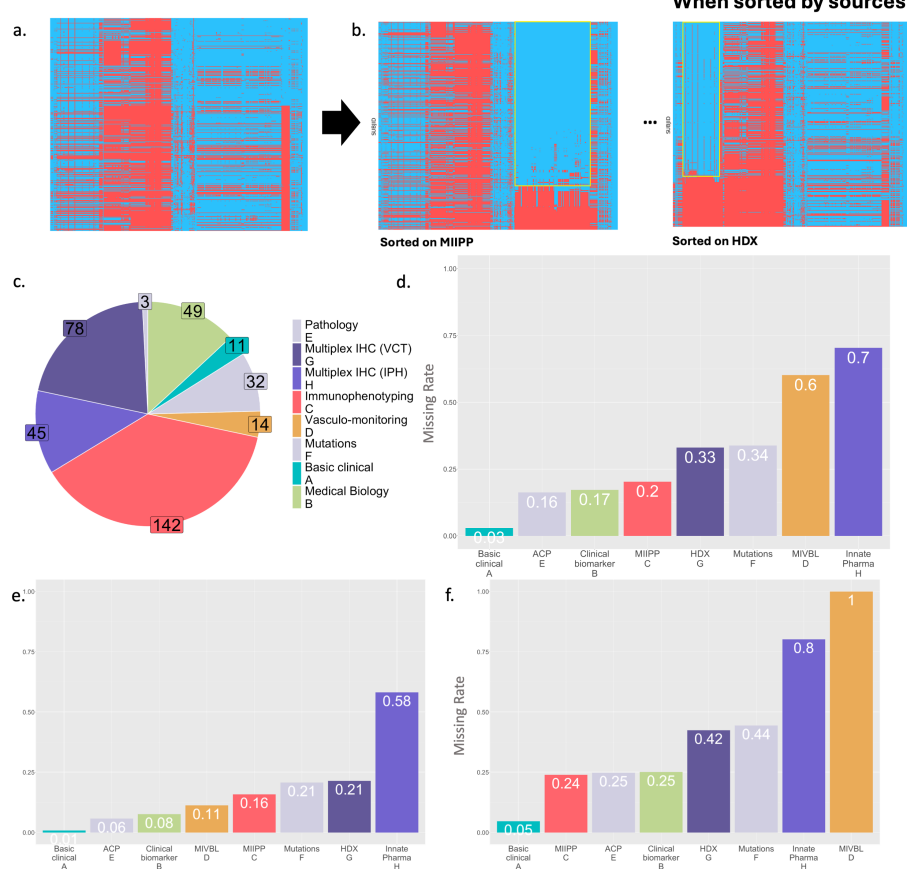 When sorted by sources
a.
b.
...
Sorted on MIIPP
Sorted on HDX
c.
3
49
11
32
14
142
45
78
Pathology
E
Multiplex IHC (VCT)
G
Multiplex IHC (IPH)
H
Immunophenotyping
C
Vasculo-monitoring
D
Mutations
F
Basic clinical
A
Medical Biology
B
d.
Missing Rate
1.00
0.75
0.50
0.25
0.00
0.03
0.16
0.17
0.2
0.33
0.34
0.6
0.7
Basic clinical A
ACP E
Clinical biomarker B
MIIPP C
HDX G
Mutations F
MIVBL D
Innate Pharma H
e.
1.00
0.75
0.50
0.25
0.00
0.01
0.06
0.08
0.11
0.16
0.21
0.21
0.58
Basic clinical A
ACP E
Clinical biomarker B
MIVBL D
MIIPP C
Mutations F
HDX G
Innate Pharma H
f.
Missing Rate
1.00
0.75
0.50
0.25
0.00
0.05
0.24
0.25
0.25
0.42
0.44
0.8
1
Basic clinical A
MIIPP C
ACP E
Clinical biomarker B
HDX G
Mutations F
Innate Pharma H
MIVBL D